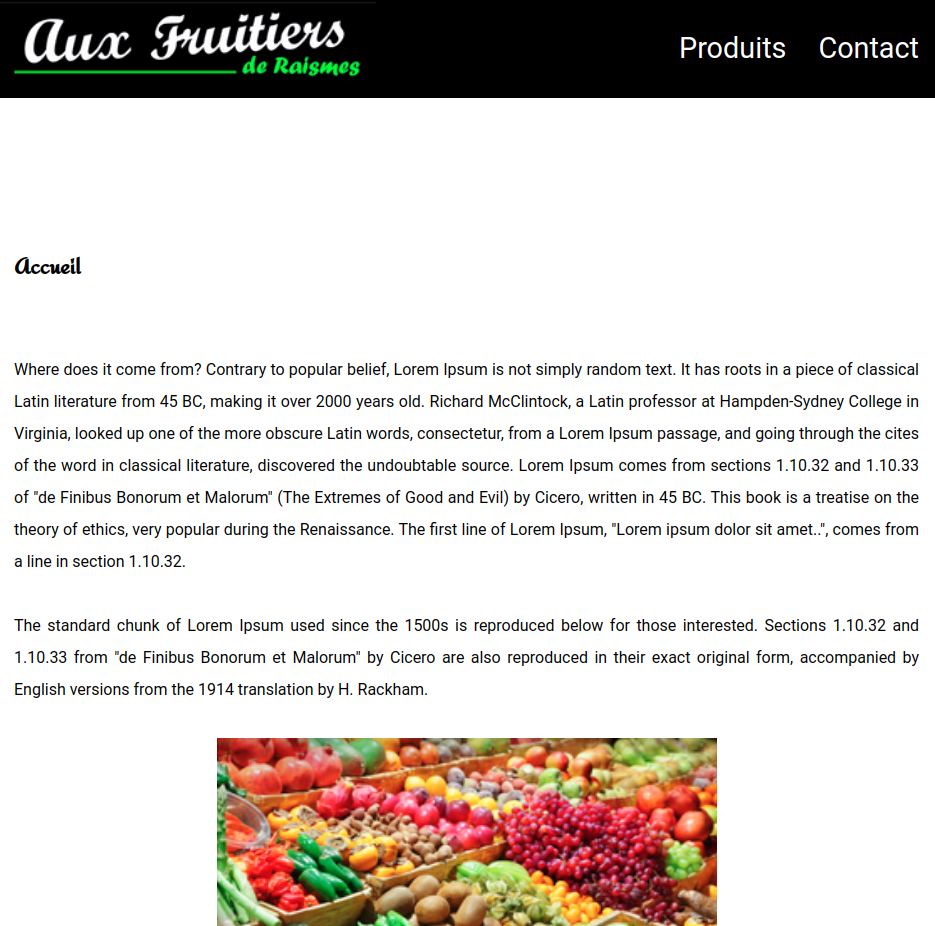 Aux Fruitiers
de Raismes
Produits Contact
Accueil
Where does it come from? Contrary to popular belief, Lorem Ipsum is not simply random text. It has roots in a piece of classical
Latin literature from 45 BC, making it over 2000 years old. Richard McClintock, a Latin professor at Hampden-Sydney College in
Virginia, looked up one of the more obscure Latin words, consectetur, from a Lorem Ipsum passage, and going through the cites
of the word in classical literature, discovered the undoubtable source. Lorem Ipsum comes from sections 1.10.32 and 1.10.33
of "de Finibus Bonorum et Malorum" (The Extremes of Good and Evil) by Cicero, written in 45 BC. This book is a treatise on the
theory of ethics, very popular during the Renaissance. The first line of Lorem Ipsum, "Lorem ipsum dolor sit amet..", comes from
a line in section 1.10.32.
The standard chunk of Lorem Ipsum used since the 1500s is reproduced below for those interested. Sections 1.10.32 and
1.10.33 from "de Finibus Bonorum et Malorum" by Cicero are also reproduced in their exact original form, accompanied by
English versions from the 1914 translation by H. Rackham.